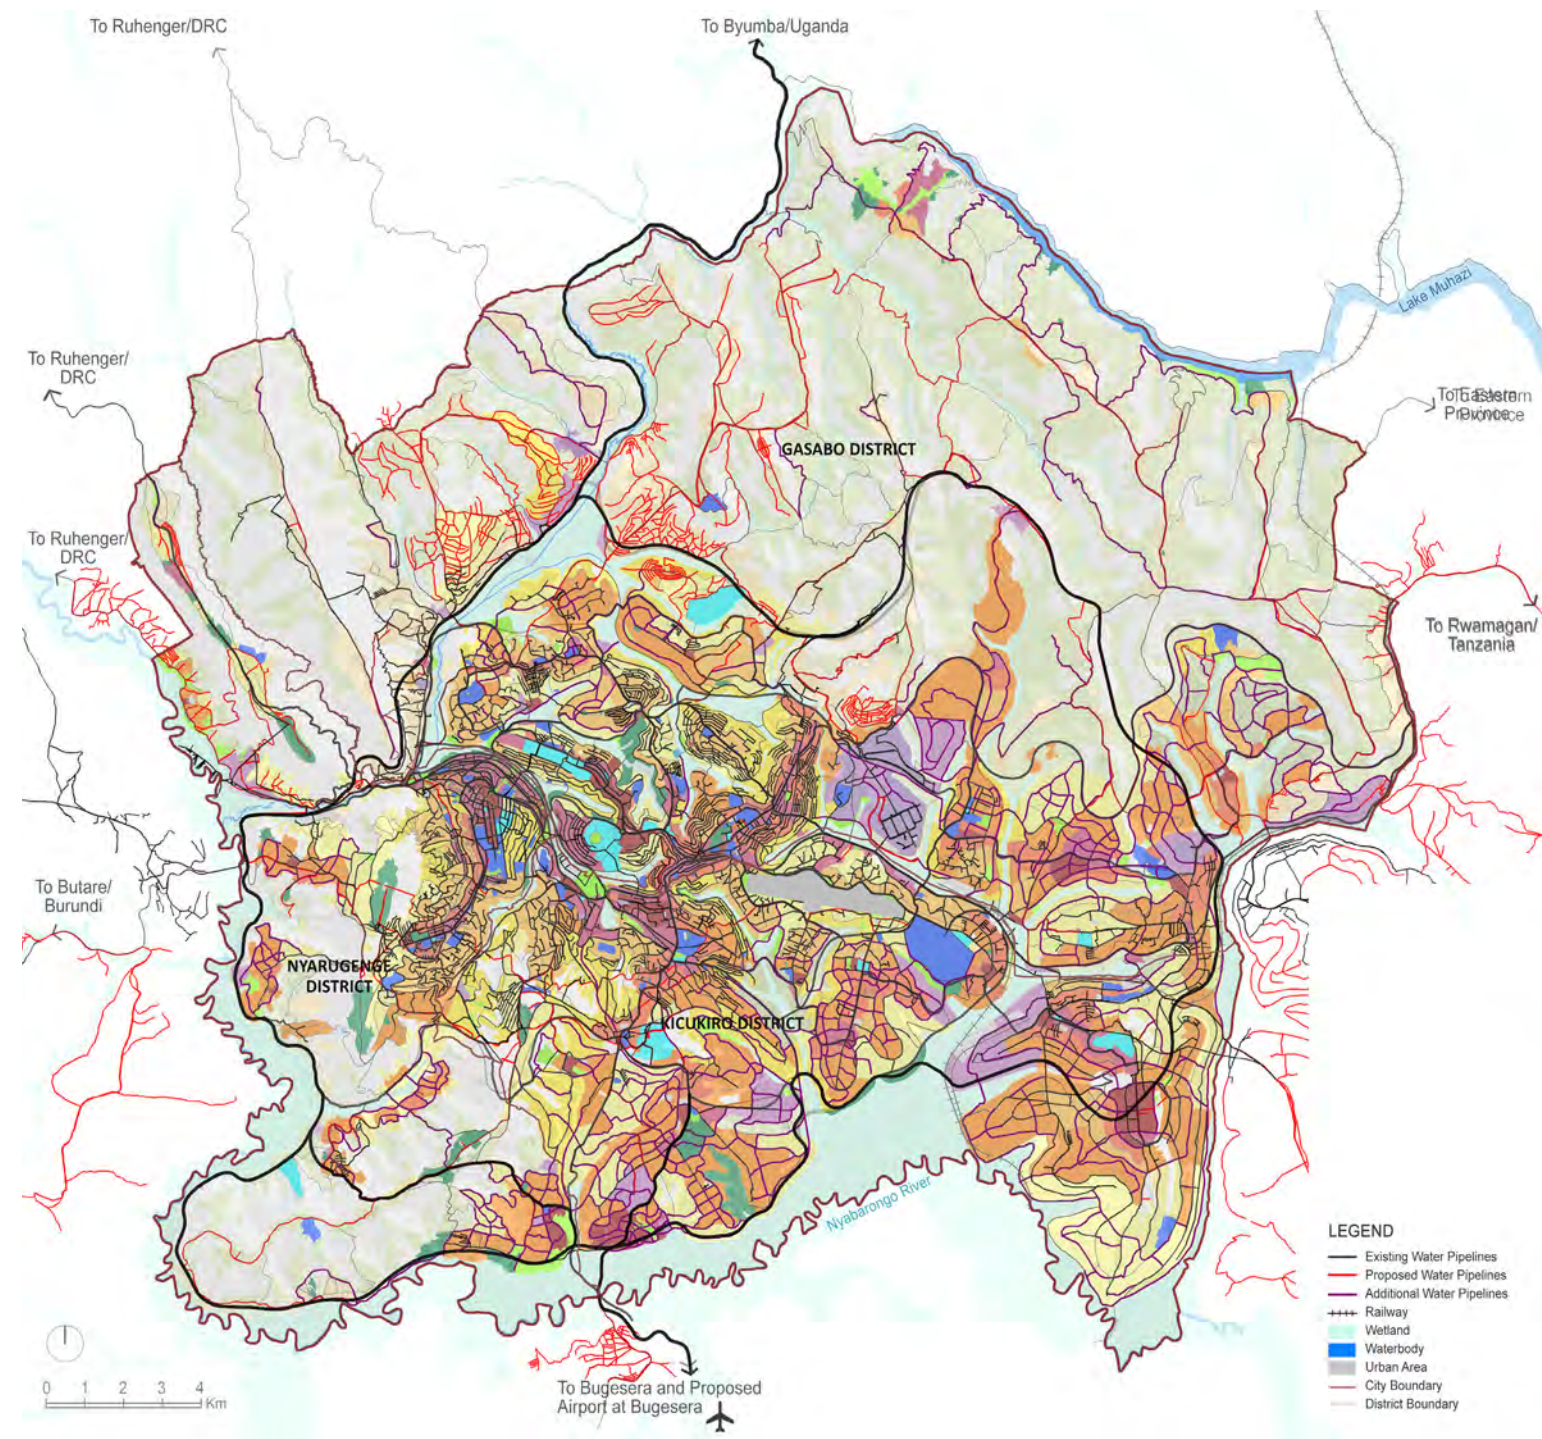 To Ruhenger/DRC
To Byumba/Uganda
Lake Muhazi
To Ruhenger/
DRC
To Eastern
Province
GASABO DISTRICT
To Ruhenger/
DRC
To Rwamagan/
Tanzania
To Butare/
Burundi
NYARUGENGE
DISTRICT
KICUKIRO DISTRICT
Nyabarongo River
LEGEND
Existing Water Pipelines
Proposed Water Pipelines
Additional Water Pipelines
Railway
Wetland
Waterbody
Urban Area
City Boundary
District Boundary
0 1 2 3 4
Km
To Bugesera and Proposed
Airport at Bugesera